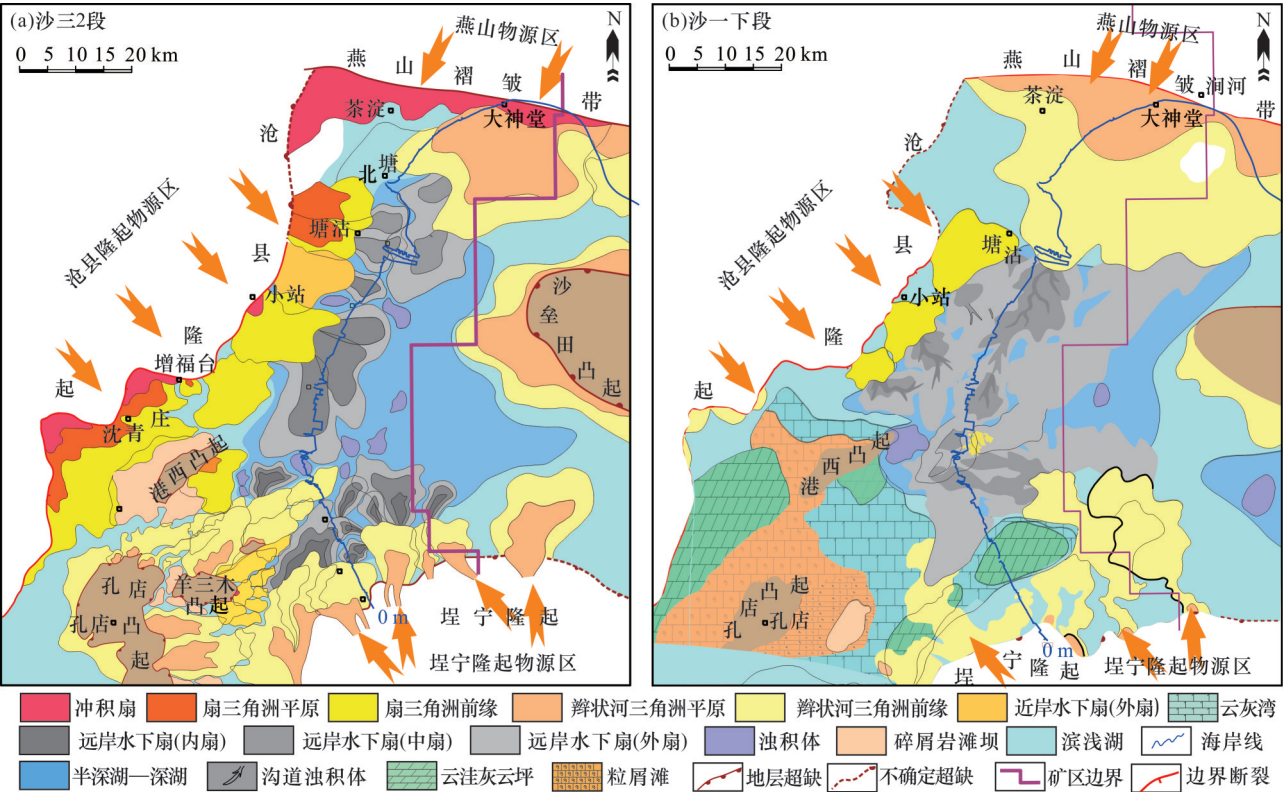 (a)沙三2段
0 5 10 15 20 km
燕山物源区
N
燕山褶皱带
茶淀
大神堂
沧县隆起
北塘
沧县隆起物源区
塘沽
小站
沙垒田凸起
增福台
沈青庄
港西凸起
羊三木凸起
孔店凸起
孔店
0 m
埕宁隆起
埕宁隆起物源区
(b)沙一下段
0 5 10 15 20 km
燕山物源区
N
燕山褶皱带
涧河
茶淀
大神堂
沧县隆起
沧县隆起物源区
塘沽
小站
港西凸起
孔店凸起
孔店
0 m
埕宁隆起
埕宁隆起物源区
冲积扇 扇三角洲平原 扇三角洲前缘 辫状河三角洲平原 辫状河三角洲前缘 近岸水下扇(外扇) 云灰湾
远岸水下扇(内扇) 远岸水下扇(中扇) 远岸水下扇(外扇) 浊积体 碎屑岩滩坝 滨浅湖 海岸线
半深湖—深湖 沟道浊积体 云洼灰云坪 粒屑滩 地层超缺 不确定超缺 矿区边界 边界断裂